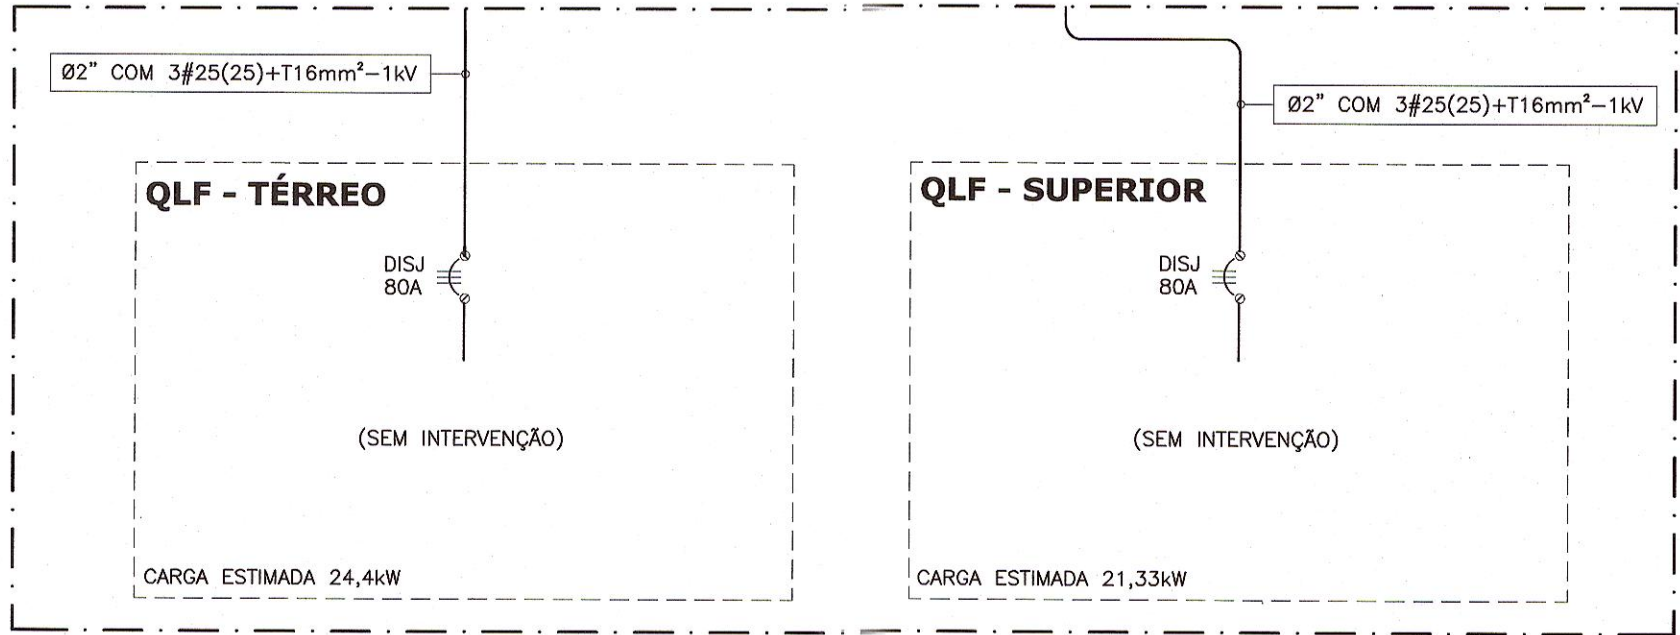 Ø2" COM 3#25(25)+T16mm²-1kV
QLF - TÉRREO
DISJ
80A
(SEM INTERVENÇÃO)
CARGA ESTIMADA 24,4kW
Ø2" COM 3#25(25)+T16mm²-1kV
QLF - SUPERIOR
DISJ
80A
(SEM INTERVENÇÃO)
CARGA ESTIMADA 21,33kW